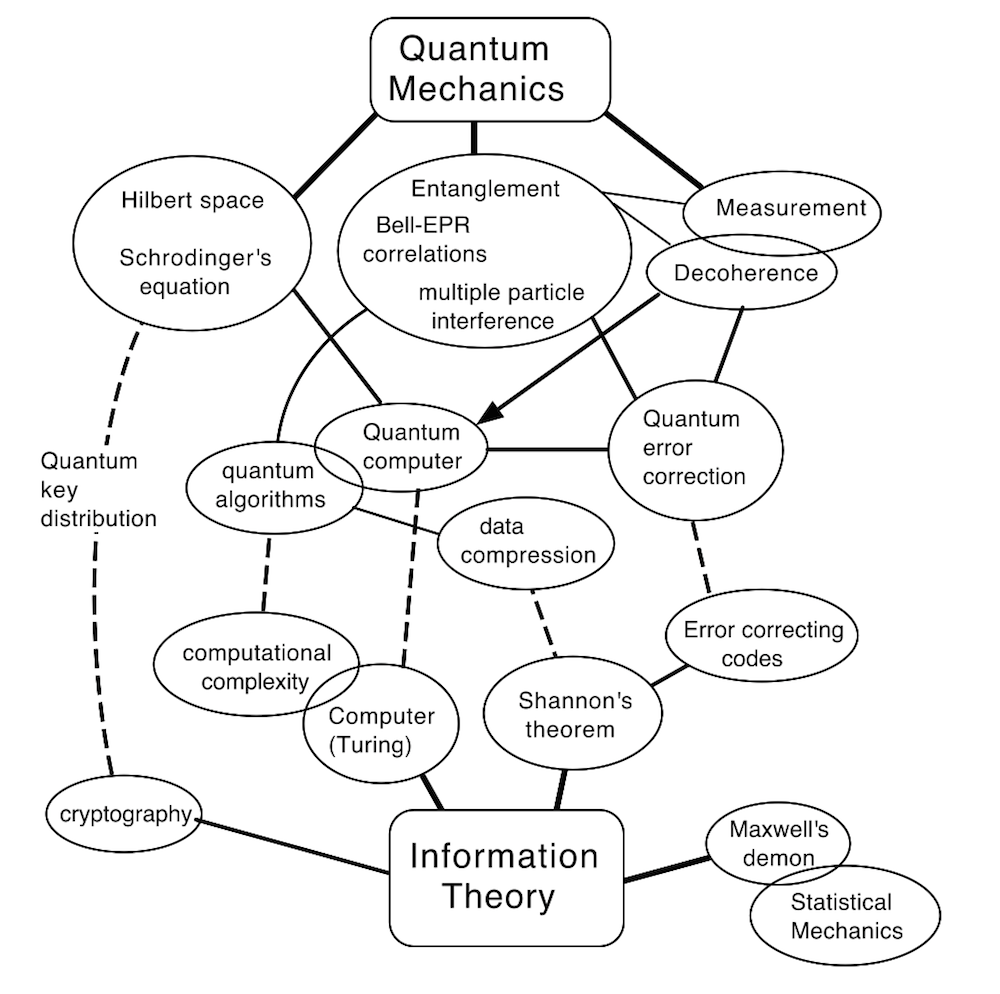 Quantum
Mechanics
Hilbert space
Schrodinger's
equation
Entanglement
Bell-EPR
correlations
multiple particle
interference
Measurement
Decoherence
Quantum
computer
quantum
algorithms
Quantum
error
correction
Quantum
key
distribution
data
compression
computational
complexity
Computer
(Turing)
Shannon's
theorem
Error correcting
codes
cryptography
Information
Theory
Maxwell's
demon
Statistical
Mechanics